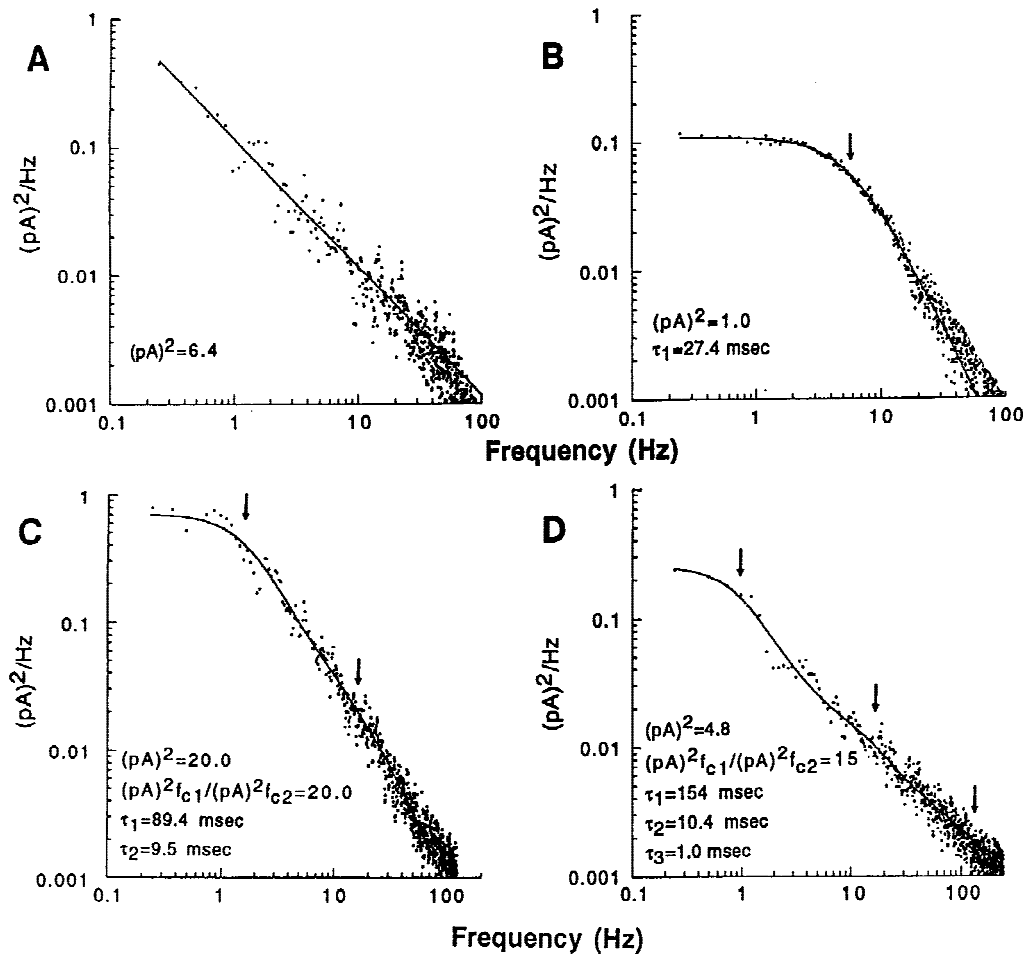 A
1
0.1
0.01
0.001
(pA)2/Hz
(pA)2=6.4
0.1 1 10 100
B
1
0.1
0.01
0.001
(pA)2/Hz
(pA)2=1.0
τ1=27.4 msec
0.1 1 10 100
Frequency (Hz)
C
1
0.1
0.01
0.001
(pA)2/Hz
(pA)2=20.0
(pA)2fc1/(pA)2fc2=20.0
τ1=89.4 msec
τ2=9.5 msec
0.1 1 10 100
D
1
0.1
0.01
0.001
(pA)2/Hz
(pA)2=4.8
(pA)2fc1/(pA)2fc2=15
τ1=154 msec
τ2=10.4 msec
τ3=1.0 msec
0.1 1 10 100
Frequency (Hz)